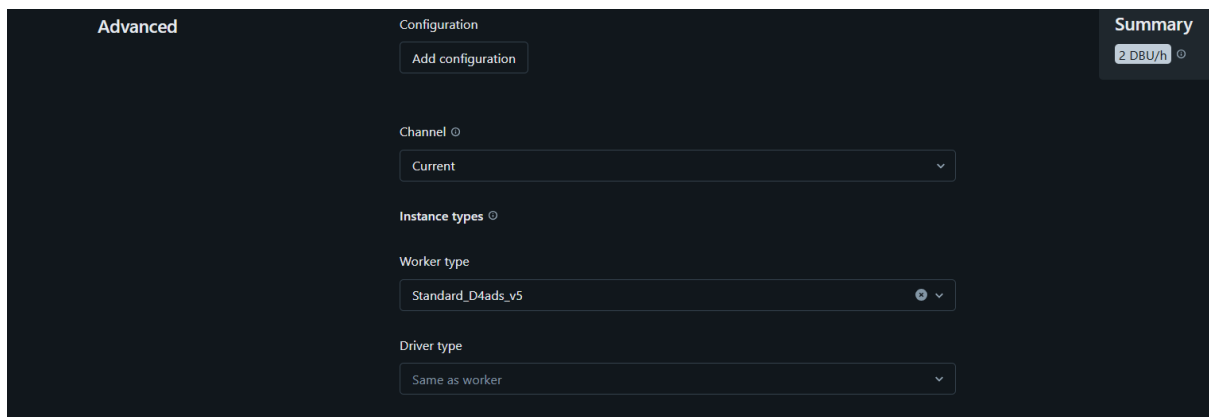 Advanced
Configuration
Add configuration
Channel
Current
Instance types
Worker type
Standard_D4ads_v5
Driver type
Same as worker
Summary
2 DBU/h